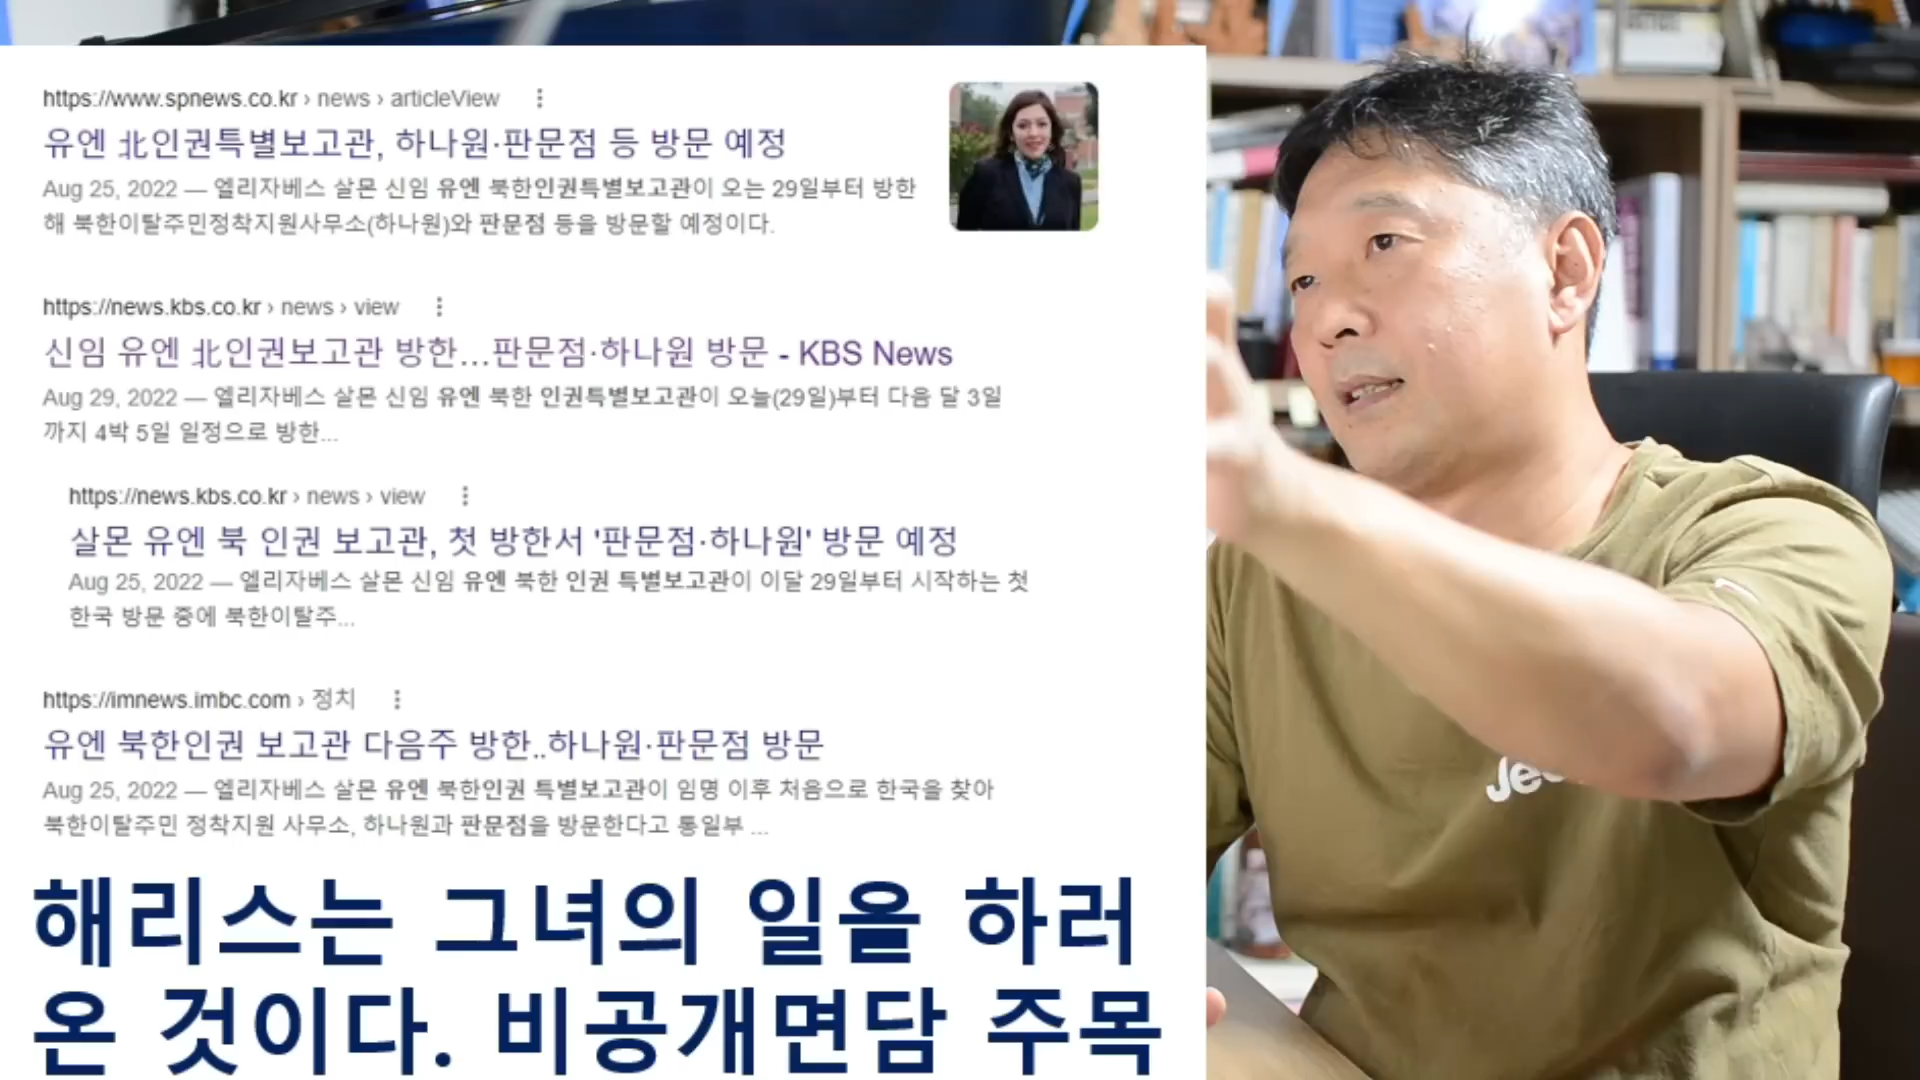 https://www.spnews.co.kr › news › articleView
유엔 北인권특별보고관, 하나원·판문점 등 방문 예정
Aug 25, 2022 — 엘리자베스 살몬 신임 유엔 북한인권특별보고관이 오는 29일부터 방한
해 북한이탈주민정착지원사무소(하나원)와 판문점 등을 방문할 예정이다.
https://news.kbs.co.kr › news › view
신임 유엔 北인권보고관 방한...판문점·하나원 방문 - KBS News
Aug 29, 2022 — 엘리자베스 살몬 신임 유엔 북한 인권특별보고관이 오늘(29일)부터 다음 달 3일
까지 4박 5일 일정으로 방한...
https://news.kbs.co.kr › news › view
살몬 유엔 북 인권 보고관, 첫 방한서 '판문점·하나원' 방문 예정
Aug 25, 2022 — 엘리자베스 살몬 신임 유엔 북한 인권 특별보고관이 이달 29일부터 시작하는 첫
한국 방문 중에 북한이탈주...
https://imnews.imbc.com › 정치
유엔 북한인권 보고관 다음주 방한..하나원·판문점 방문
Aug 25, 2022 — 엘리자베스 살몬 유엔 북한인권 특별보고관이 임명 이후 처음으로 한국을 찾아
북한이탈주민 정착지원 사무소, 하나원과 판문점을 방문한다고 통일부 ...
해리스는 그녀의 일을 하러
온 것이다. 비공개면담 주목